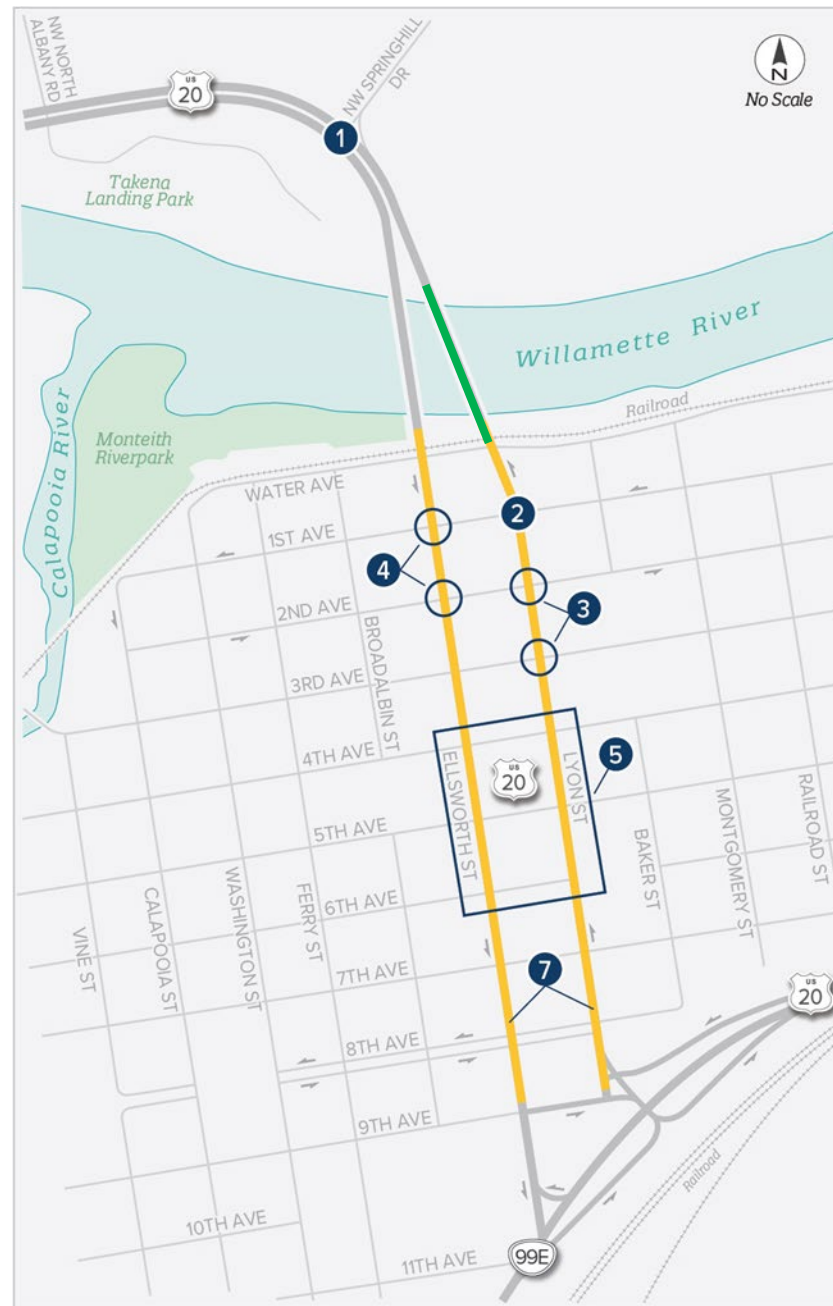 NW NORTH
ALBANY RD
US
20
NW SPRINGHILL
DR
N
No Scale
1
Takena
Landing Park
Willamette River
Calapooia River
Monteith
Riverpark
Railroad
WATER AVE
1ST AVE
2
4
3
2ND AVE
BROADALBIN ST
3RD AVE
4TH AVE
US
20
5
ELLSWORTH ST
LYON ST
5TH AVE
BAKER ST
MONTGOMERY ST
RAILROAD ST
6TH AVE
VINE ST
CALAPOOIA ST
WASHINGTON ST
FERRY ST
7TH AVE
7
US
20
8TH AVE
9TH AVE
Railroad
10TH AVE
11TH AVE
99E